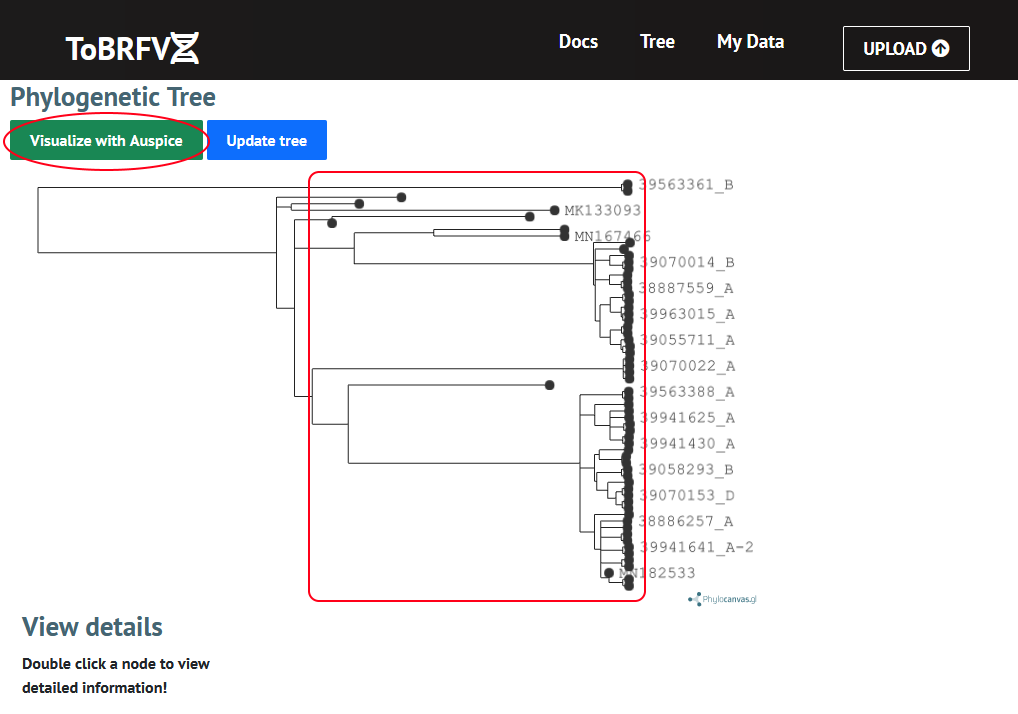 ToBRFV
Docs
Tree
My Data
UPLOAD
Phylogenetic Tree
Visualize with Auspice
Update tree
39563361_B
MK133093
MN167466
39070014_B
38887559_A
39963015_A
39055711_A
39070022_A
39563388_A
39941625_A
39941430_A
39058293_B
39070153_D
38886257_A
39941641_A-2
MN182533
Phylocanvas.gl
View details
Double click a node to view
detailed information!